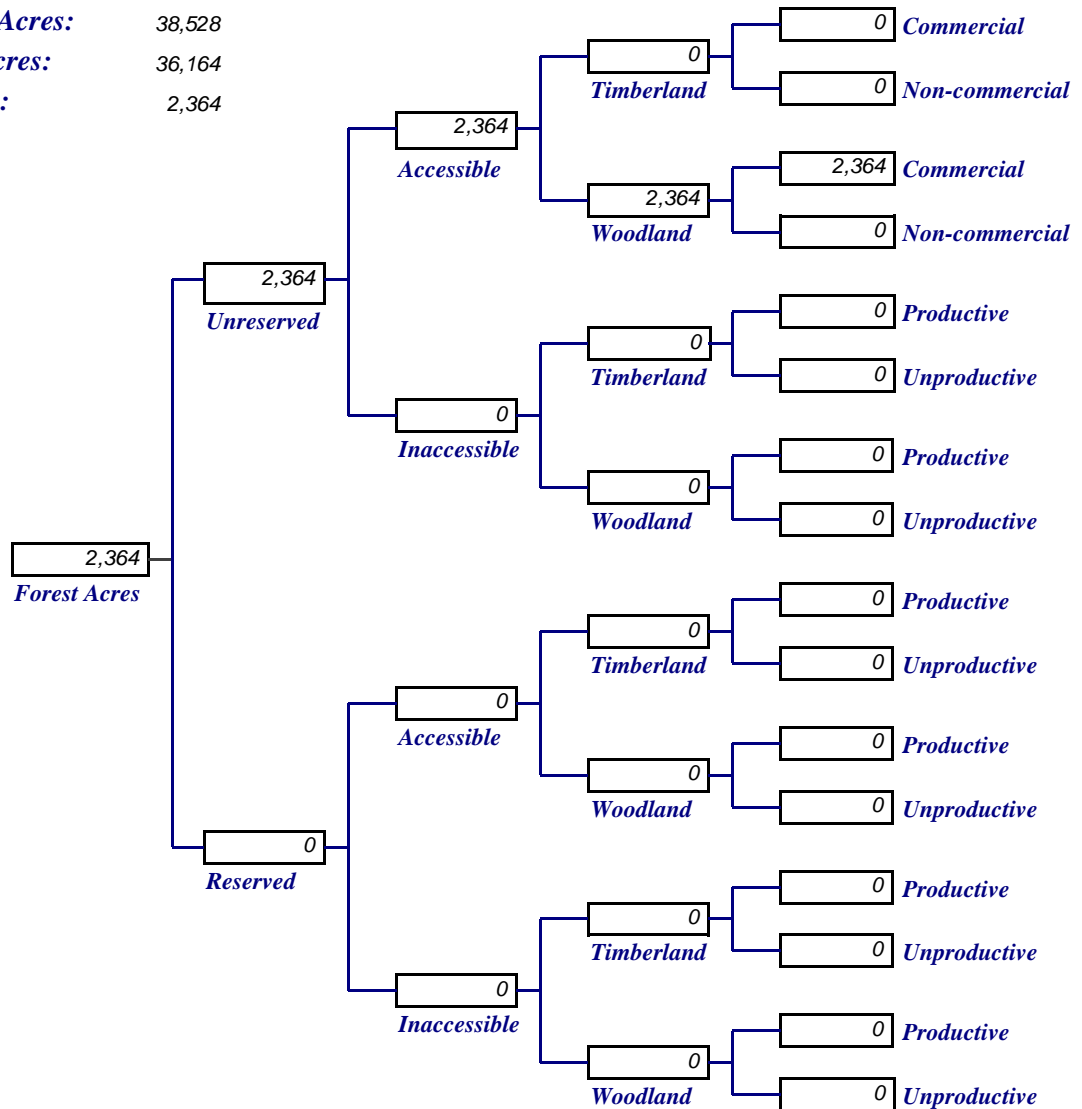 Acres: 38,528
cres: 36,164
: 2,364
0 Commercial
0
Timberland
0 Non-commercial
2,364
Accessible
2,364 Commercial
2,364
Woodland
0 Non-commercial
2,364
Unreserved
0 Productive
0
Timberland
0 Unproductive
0
Inaccessible
0 Productive
0
Woodland
0 Unproductive
2,364
Forest Acres
0 Productive
0
Timberland
0 Unproductive
0
Accessible
0 Productive
0
Woodland
0 Unproductive
0
Reserved
0 Productive
0
Timberland
0 Unproductive
0
Inaccessible
0 Productive
0
Woodland
0 Unproductive